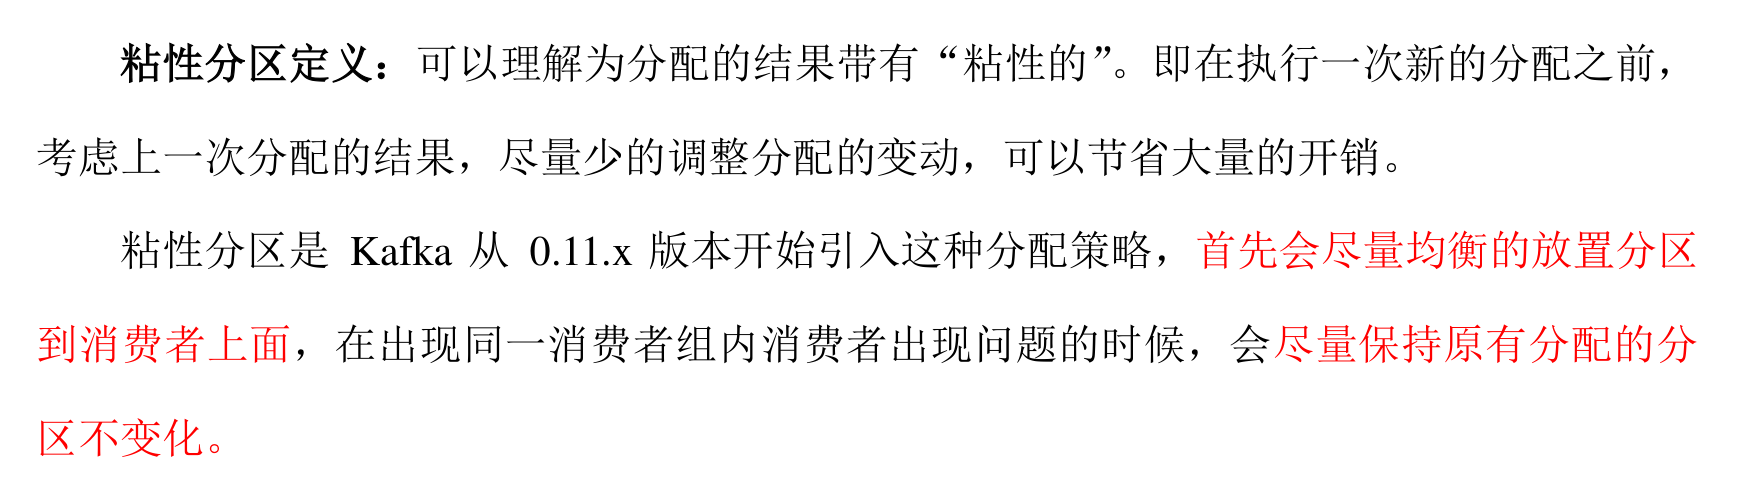 粘性分区定义：可以理解为分配的结果带有“粘性的”。即在执行一次新的分配之前，
考虑上一次分配的结果，尽量少的调整分配的变动，可以节省大量的开销。
粘性分区是 Kafka 从 0.11.x 版本开始引入这种分配策略，首先会尽量均衡的放置分区
到消费者上面，在出现同一消费者组内消费者出现问题的时候，会尽量保持原有分配的分
区不变化。